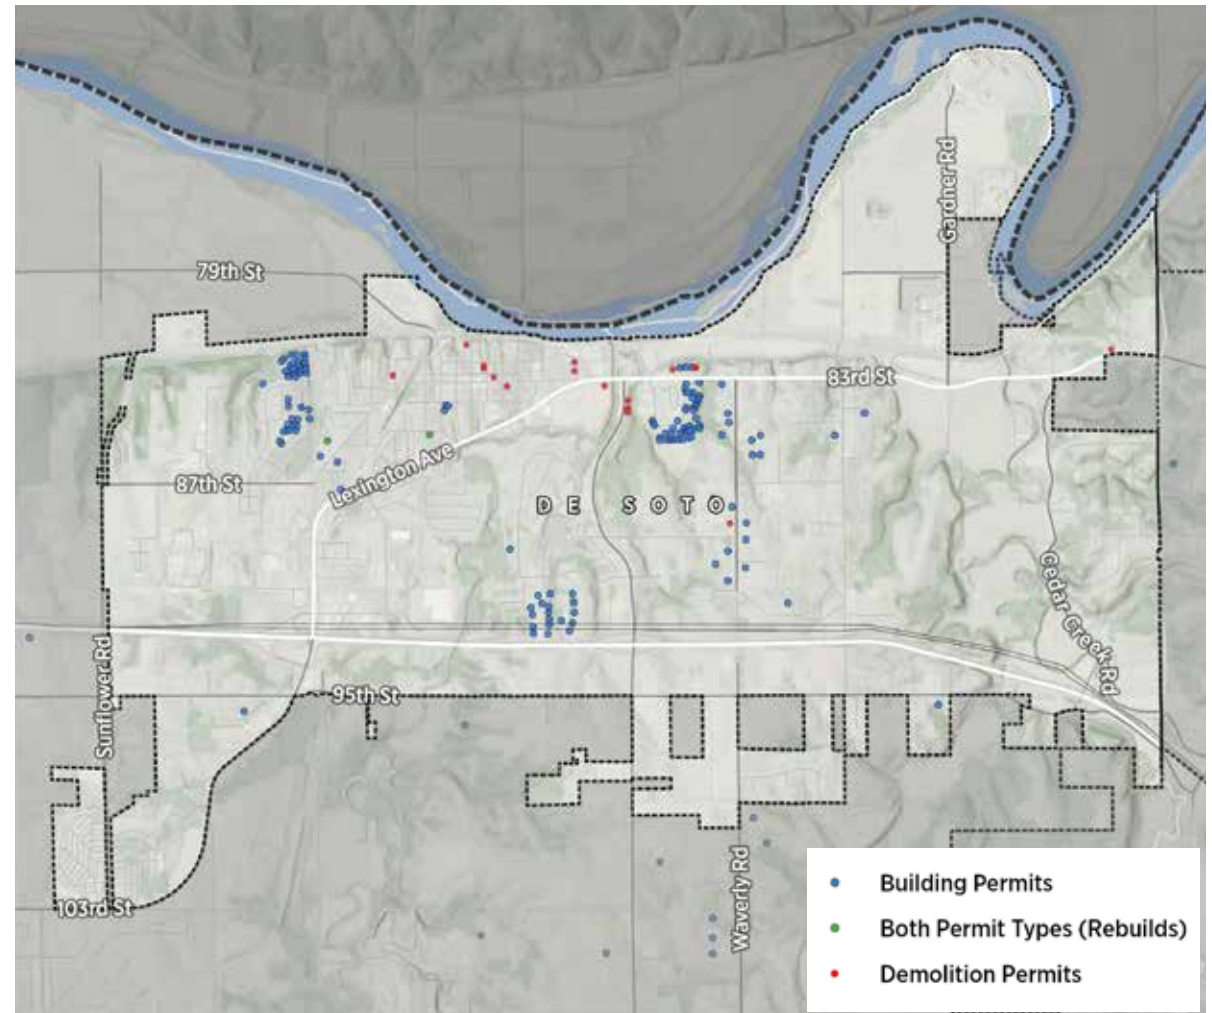 Gardner Rd
79th St
83rd St
Lexington Ave
87th St
DE SOTO
Cedar Creek Rd
Sunflower Rd
95th St
Waverly Rd
103rd St
Building Permits
Both Permit Types (Rebuilds)
Demolition Permits